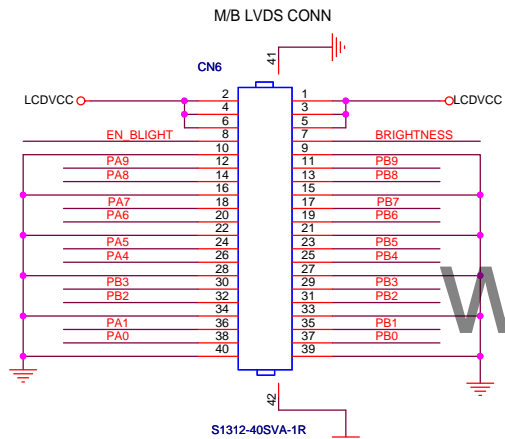 M/B LVDS CONN
41
CN6
LCDVCC 2 1 LCDVCC
4 3
6 5
EN_BLIGHT 8 7 BRIGHTNESS
10 9
PA9 12 11 PB9
PA8 14 13 PB8
16 15
PA7 18 17 PB7
PA6 20 19 PB6
22 21
PA5 24 23 PB5
PA4 26 25 PB4
28 27
PB3 30 29 PB3
PB2 32 31 PB2
34 33
PA1 36 35 PB1
PA0 38 37 PB0
40 39
W
42
S1312-40SVA-1R